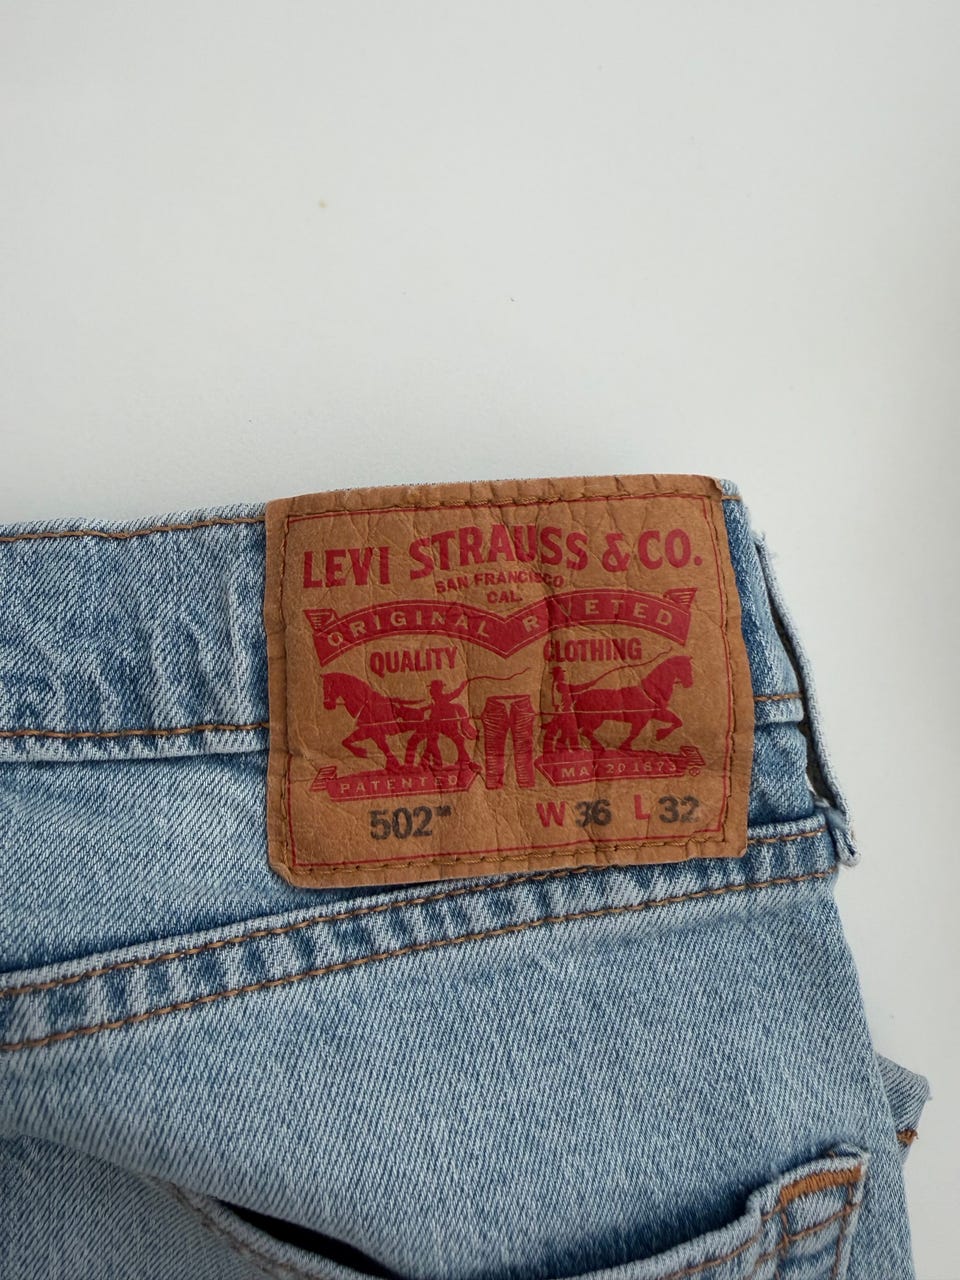 LEVI STRAUSS & CO.
SAN FRANCISCO
CAL.
ORIGINAL RIVETED
QUALITY CLOTHING
PATENTED MAY 20 1873 ®
502™ W 36 L 32